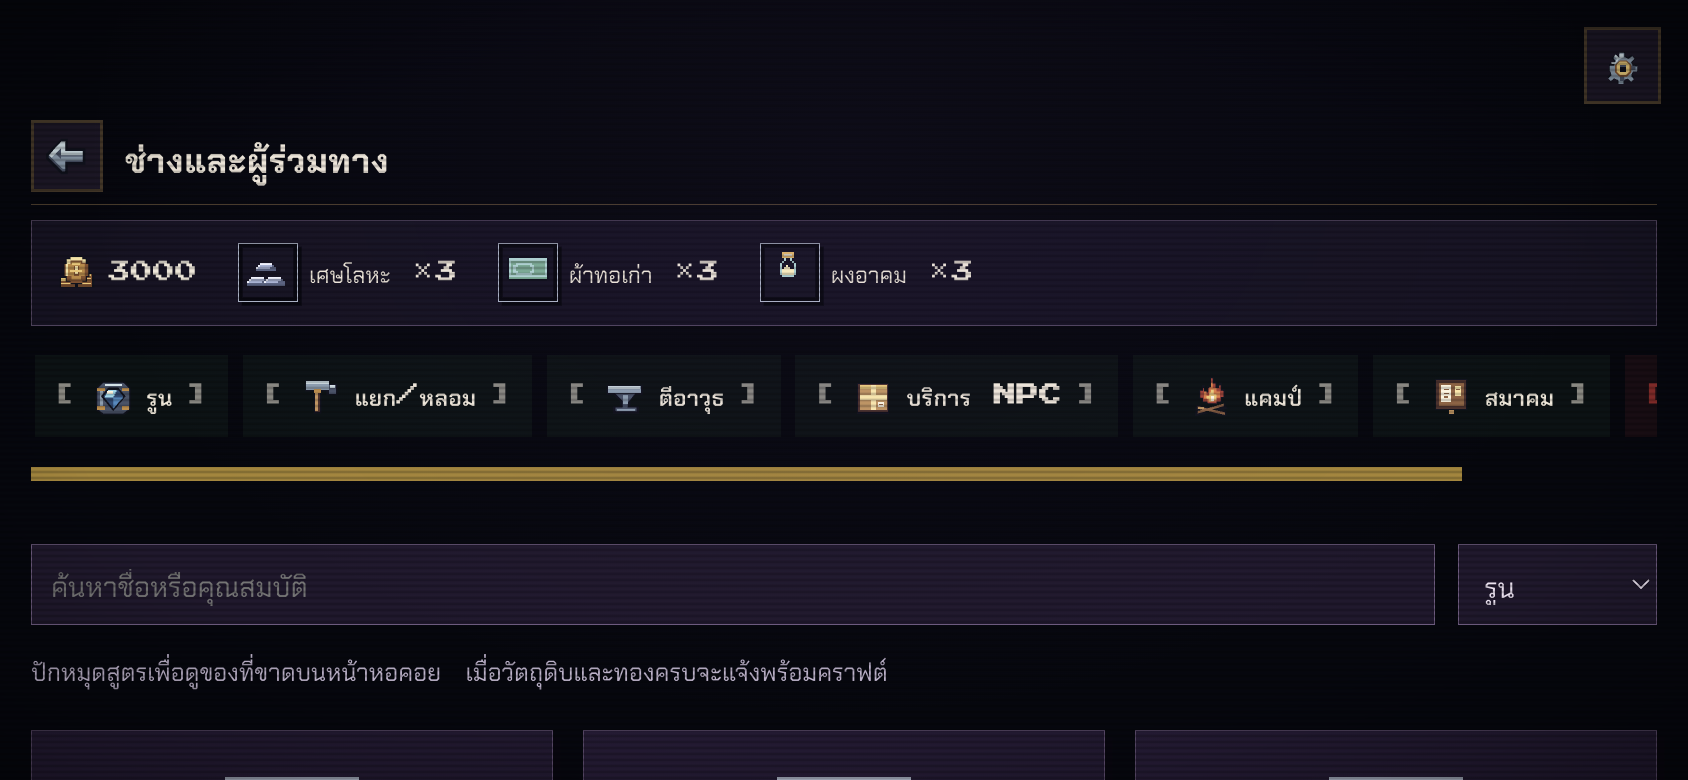 ช่างและผู้ร่วมทาง
3000 เศษโลหะ ×3 ผ้าทอเก่า ×3 ผงอาคม ×3
[ รูน ] [ แยก/หลอม ] [ ตีอาวุธ ] [ บริการ NPC ] [ แคมป์ ] [ สมาคม ] [
ค้นหาชื่อหรือคุณสมบัติ รูน
ปักหมุดสูตรเพื่อดูของที่ขาดบนหน้าหอคอย เมื่อวัตถุดิบและทองครบจะแจ้งพร้อมคราฟต์